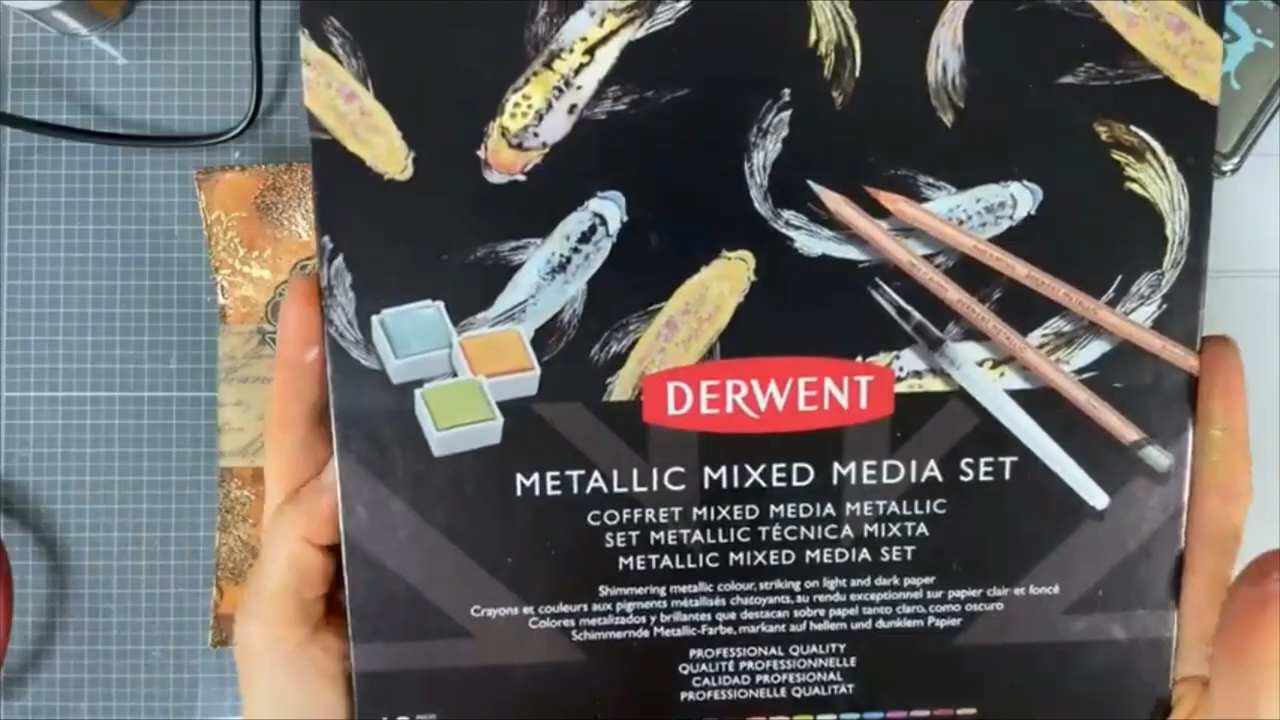 DERWENT
METALLIC MIXED MEDIA SET
COFFRET MIXED MEDIA METALLIC
SET METALLIC TÉCNICA MIXTA
METALLIC MIXED MEDIA SET
Shimmering metallic colour, striking on light and dark paper
Crayons et couleurs aux pigments métallisés chatoyants, au rendu exceptionnel sur papier clair et foncé
Colores metalizados y brillantes que destacan sobre papel tanto claro, como oscuro
Schimmernde Metallic-Farbe, markant auf hellem und dunklem Papier
PROFESSIONAL QUALITY
QUALITÉ PROFESSIONNELLE
CALIDAD PROFESIONAL
PROFESSIONELLE QUALITÄT